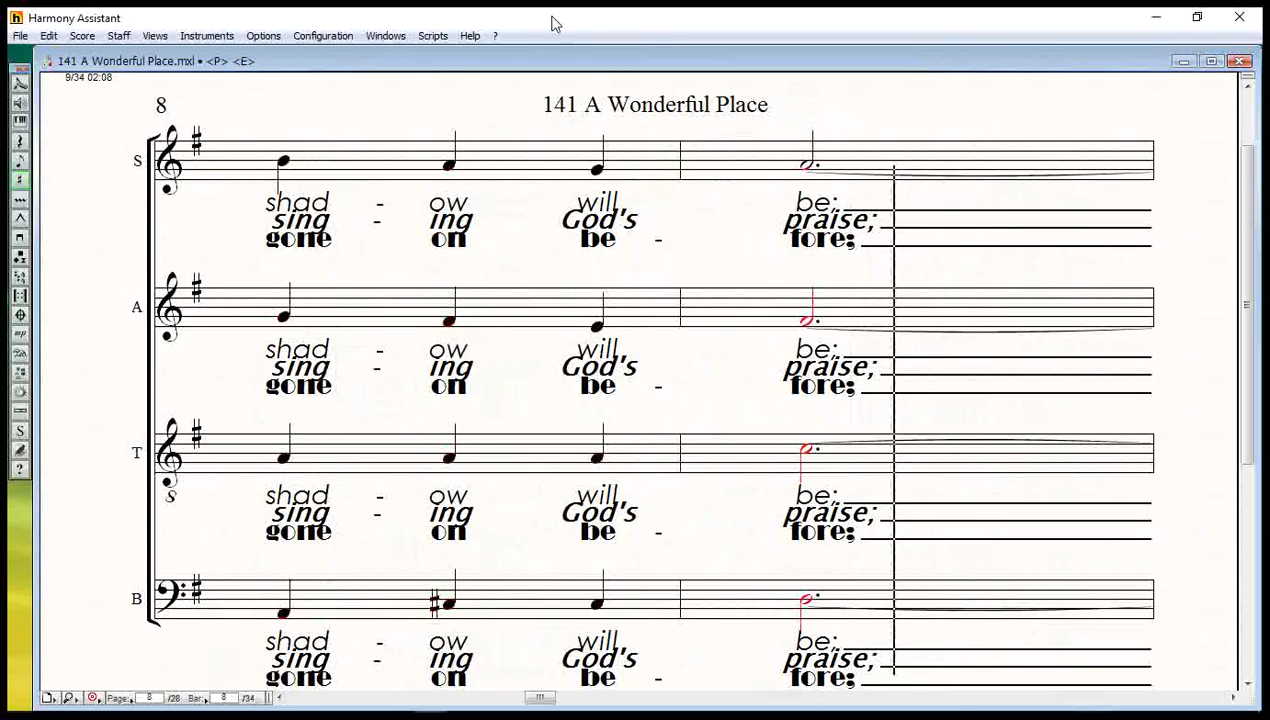 Harmony Assistant
File Edit Score Staff Views Instruments Options Configuration Windows Scripts Help ?
141 A Wonderful Place.mxl • <P> <E>
9/34 02:08
8 141 A Wonderful Place
S
shad - ow will be;
sing - ing God's praise;
gone on be - fore;
A
shad - ow will be;
sing - ing God's praise;
gone on be - fore;
T
8
shad - ow will be;
sing - ing God's praise;
gone on be - fore;
B
shad - ow will be;
sing - ing God's praise;
gone on be - fore;
Page: 8 /28 Bar: 8 /34